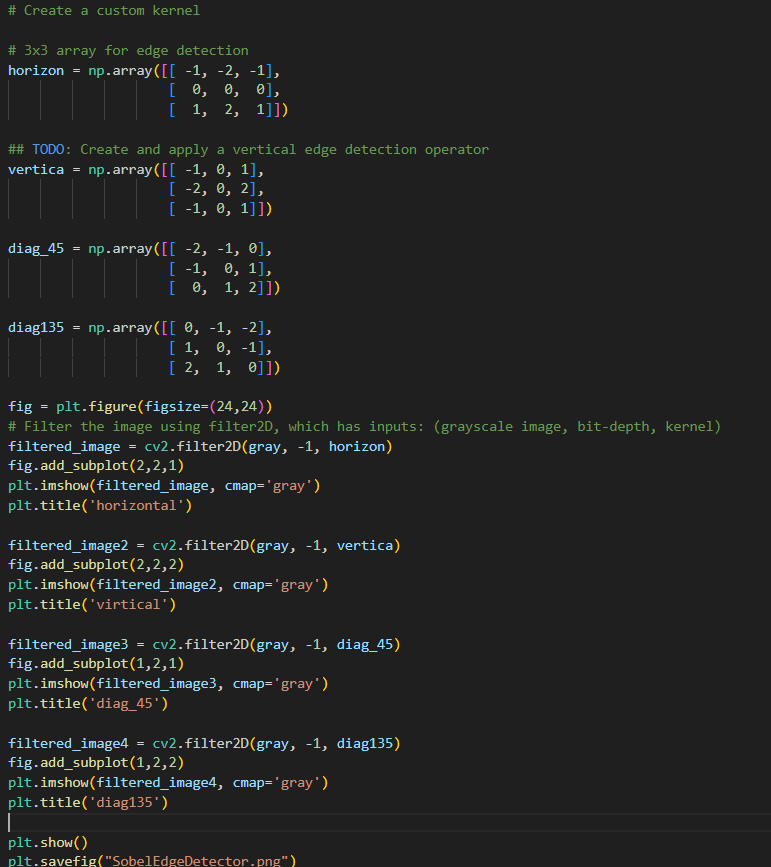 # Create a custom kernel
# 3x3 array for edge detection
horizon = np.array([[ -1, -2, -1],
[  0,  0,  0],
[  1,  2,  1]])
## TODO: Create and apply a vertical edge detection operator
vertica = np.array([[ -1, 0, 1],
[ -2, 0, 2],
[ -1, 0, 1]])
diag_45 = np.array([[ -2, -1, 0],
[ -1,  0, 1],
[  0,  1, 2]])
diag135 = np.array([[ 0, -1, -2],
[ 1,  0, -1],
[ 2,  1,  0]])
fig = plt.figure(figsize=(24,24))
# Filter the image using filter2D, which has inputs: (grayscale image, bit-depth, kernel)
filtered_image = cv2.filter2D(gray, -1, horizon)
fig.add_subplot(2,2,1)
plt.imshow(filtered_image, cmap='gray')
plt.title('horizontal')
filtered_image2 = cv2.filter2D(gray, -1, vertica)
fig.add_subplot(2,2,2)
plt.imshow(filtered_image2, cmap='gray')
plt.title('virtical')
filtered_image3 = cv2.filter2D(gray, -1, diag_45)
fig.add_subplot(1,2,1)
plt.imshow(filtered_image3, cmap='gray')
plt.title('diag_45')
filtered_image4 = cv2.filter2D(gray, -1, diag135)
fig.add_subplot(1,2,2)
plt.imshow(filtered_image4, cmap='gray')
plt.title('diag135')
plt.show()
plt.savefig("SobelEdgeDetector.png")